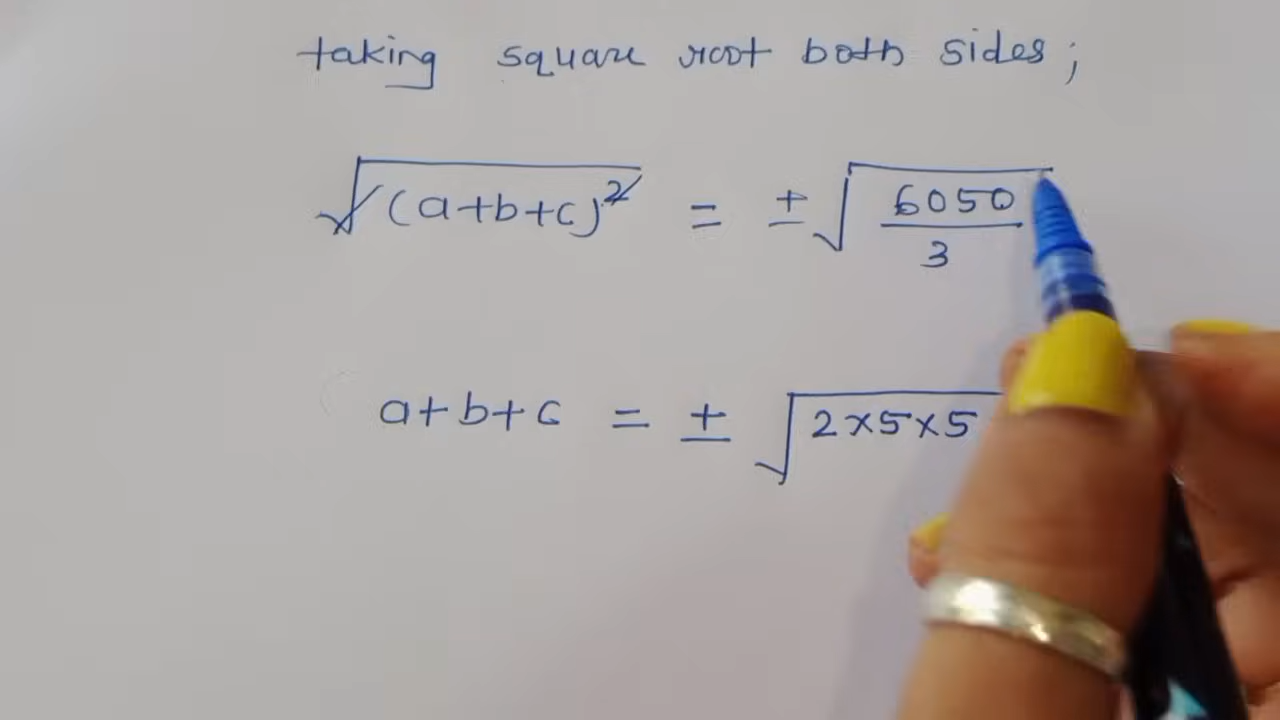 taking square root both sides;
√(a+b+c)² = ±√6050/3
a+b+c = ±√2×5×5